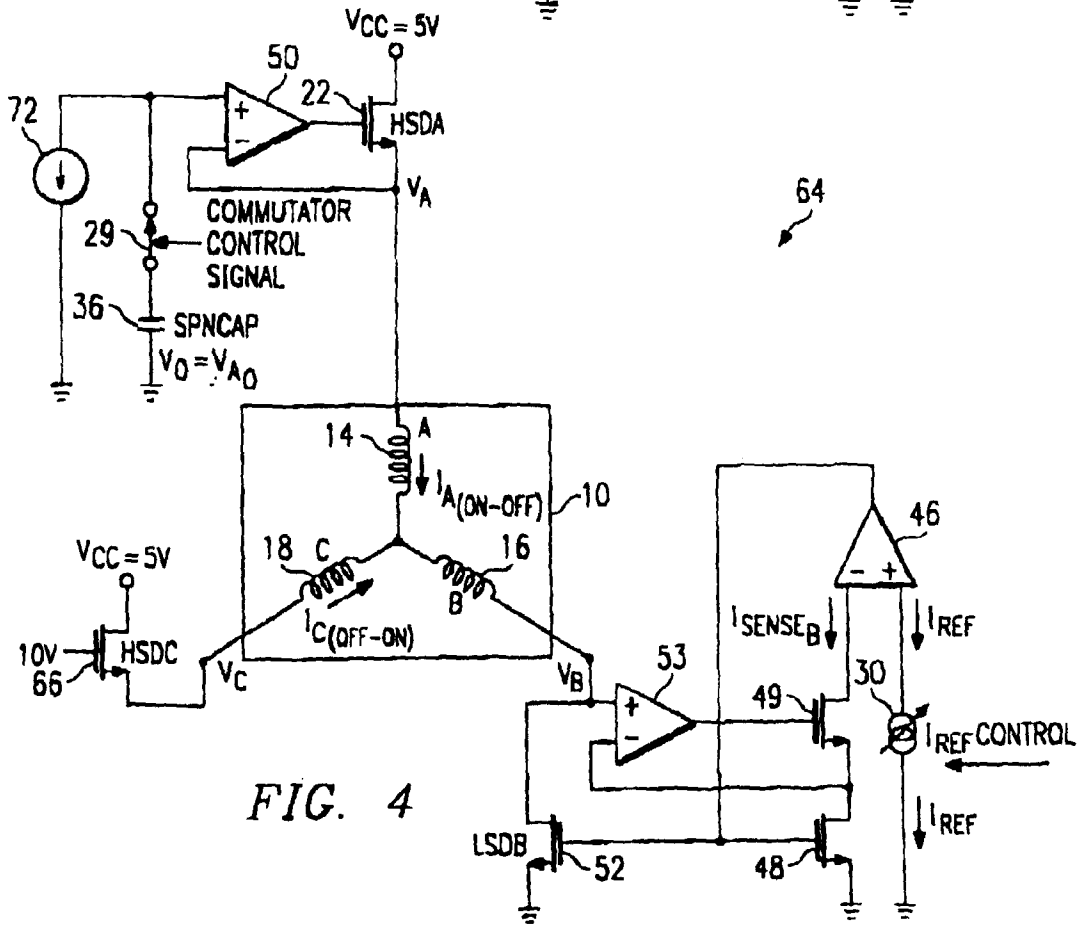 VCC = 5V
50
22
HSDA
72
+
−
VA
64
COMMUTATOR
CONTROL
SIGNAL
29
36
SPNCAP
VO = VAO
14
A
IA(ON-OFF)
10
46
VCC = 5V
18
C
16
B
− +
ISENSEB
IREF
IC(OFF-ON)
10V
HSDC
66
VC
VB
53
49
30
+
−
IREF CONTROL
FIG. 4
IREF
LSDB
52
48